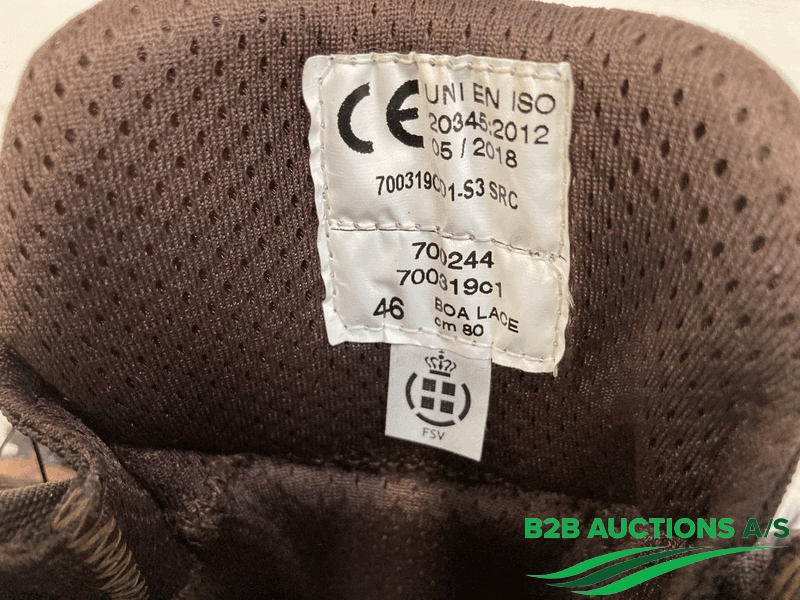 CE
UNI EN ISO
20345:2012
05 / 2018
700319C01-S3 SRC
700244
700319c1
46
BOA LACE
cm 80
FSV
B2B AUCTIONS A/S